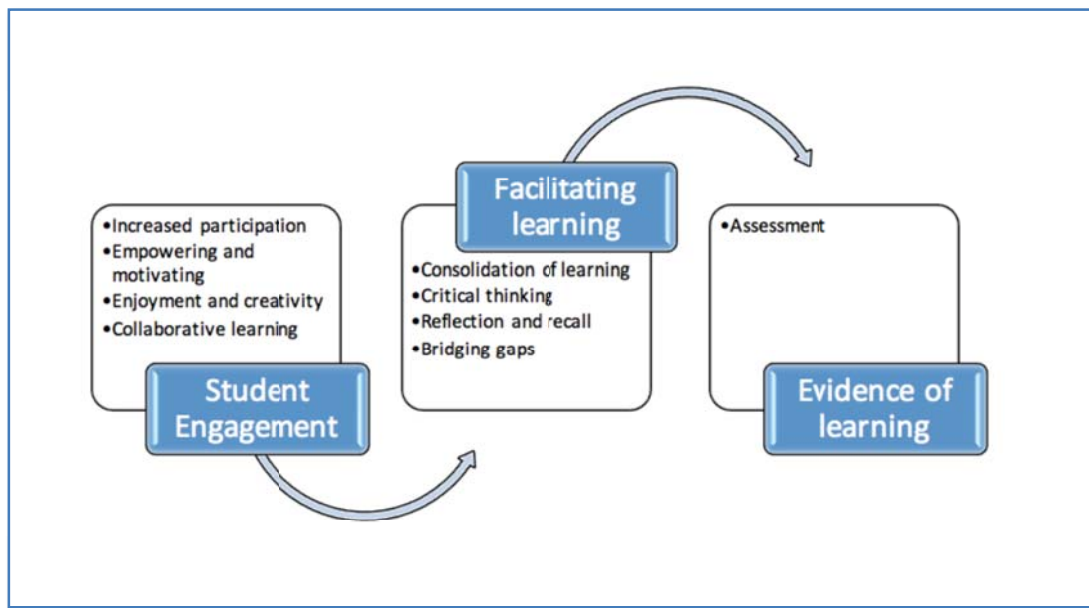 •Increased participation
•Empowering and
motivating
•Enjoyment and creativity
•Collaborative learning
Student
Engagement
Facilitating
learning
•Consolidation of learning
•Critical thinking
•Reflection and recall
•Bridging gaps
•Assessment
Evidence of
learning